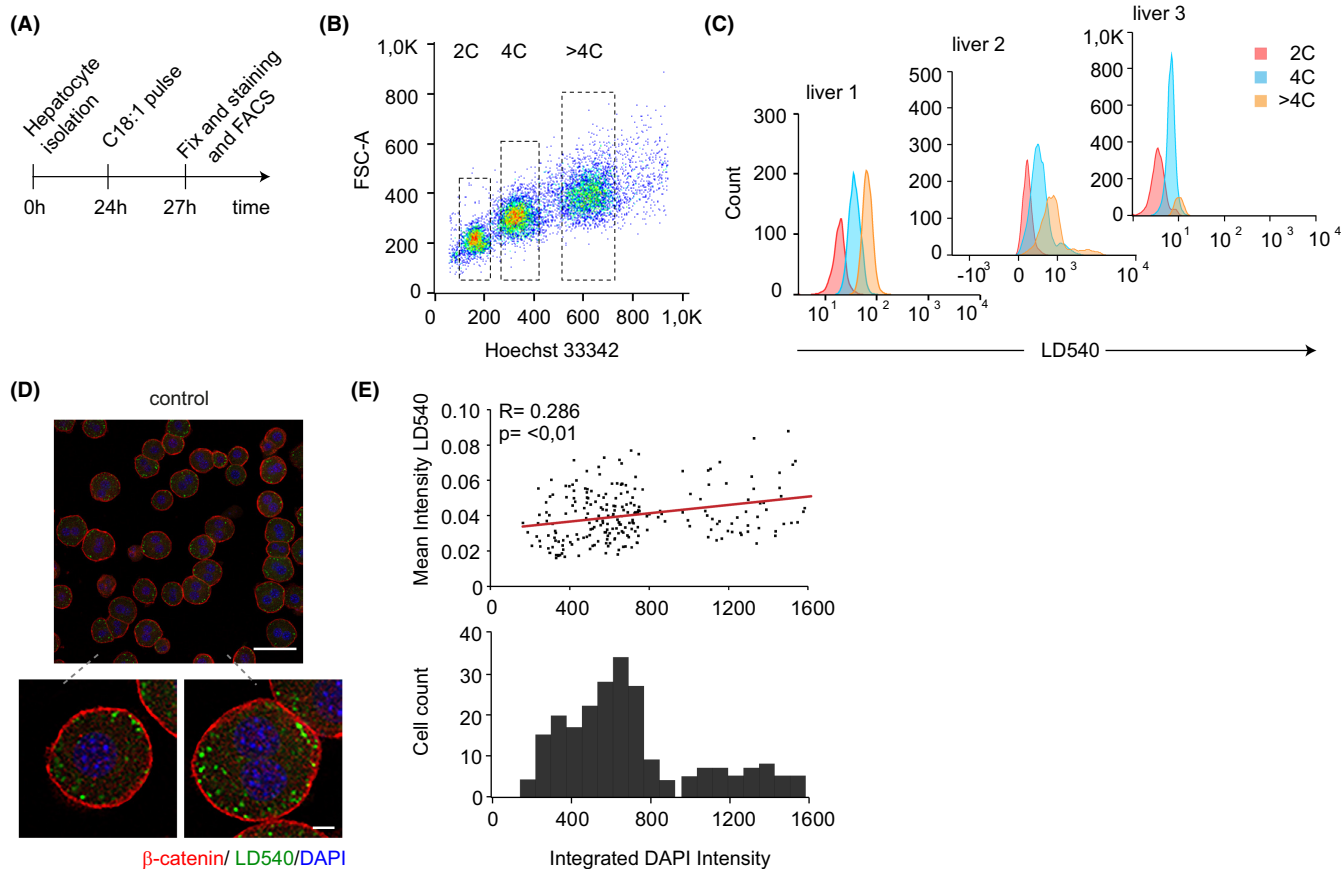 (A)
Hepatocyte
isolation
C18:1 pulse
Fix and staining
and FACS
0h
24h
27h
time
(B)
2C
4C
>4C
1,0K
800
600
400
200
0
FSC-A
0
200
400
600
800
1,0K
Hoechst 33342
(C)
liver 1
300
200
100
0
Count
10^1
10^2
10^3
10^4
liver 2
500
400
300
200
100
0
-10^3
0
10^3
10^4
liver 3
1,0K
800
600
400
200
0
10^1
10^2
10^3
10^4
2C
4C
>4C
LD540
(D)
control
β-catenin/ LD540/DAPI
(E)
R= 0.286
p= <0,01
Mean Intensity LD540
0.10
0.08
0.06
0.04
0.02
0
0
400
800
1200
1600
Cell count
40
30
20
10
0
0
400
800
1200
1600
Integrated DAPI Intensity